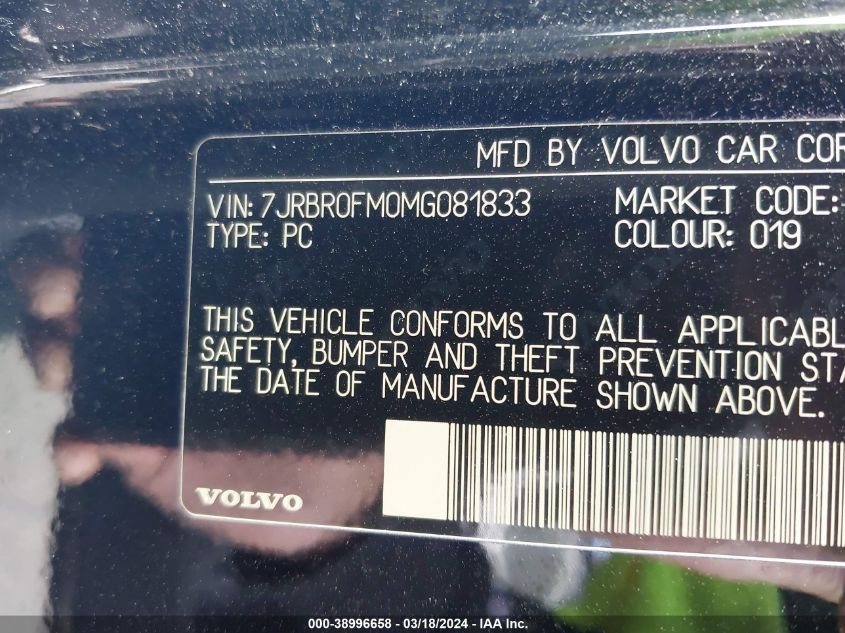 MFD BY VOLVO CAR COR
VIN: 7JRBR0FM0MG081833
MARKET CODE:
TYPE: PC
COLOUR: 019
THIS VEHICLE CONFORMS TO ALL APPLICABL
SAFETY, BUMPER AND THEFT PREVENTION STA
THE DATE OF MANUFACTURE SHOWN ABOVE.
VOLVO
000-38996658 - 03/18/2024 - IAA Inc.